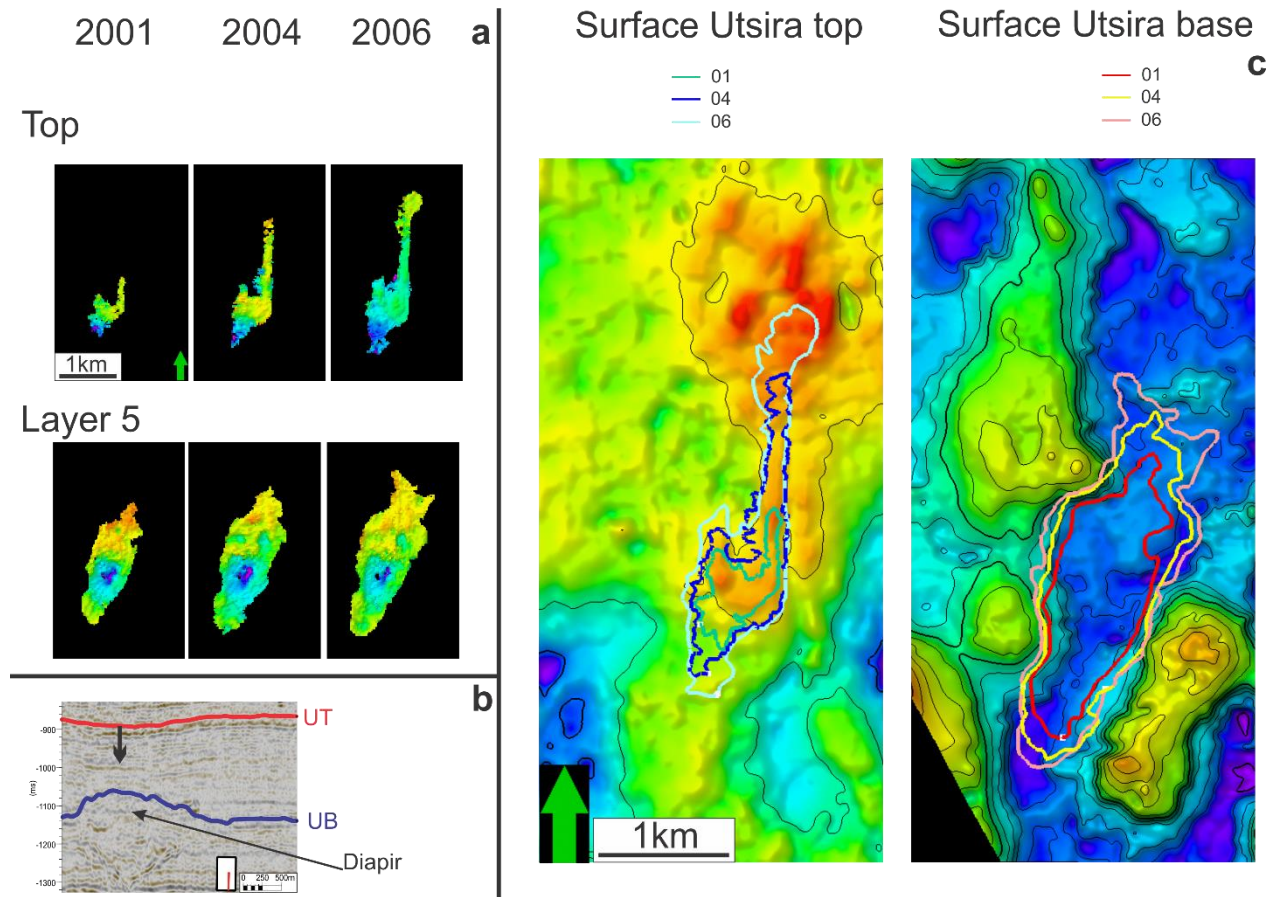 2001 2004 2006 a
Top
1km
Layer 5
b
UT
-900
-1000
(ms)
-1100
UB
-1200
Diapir
-1300
0 250 500m
Surface Utsira top
01
04
06
1km
Surface Utsira base
c
01
04
06